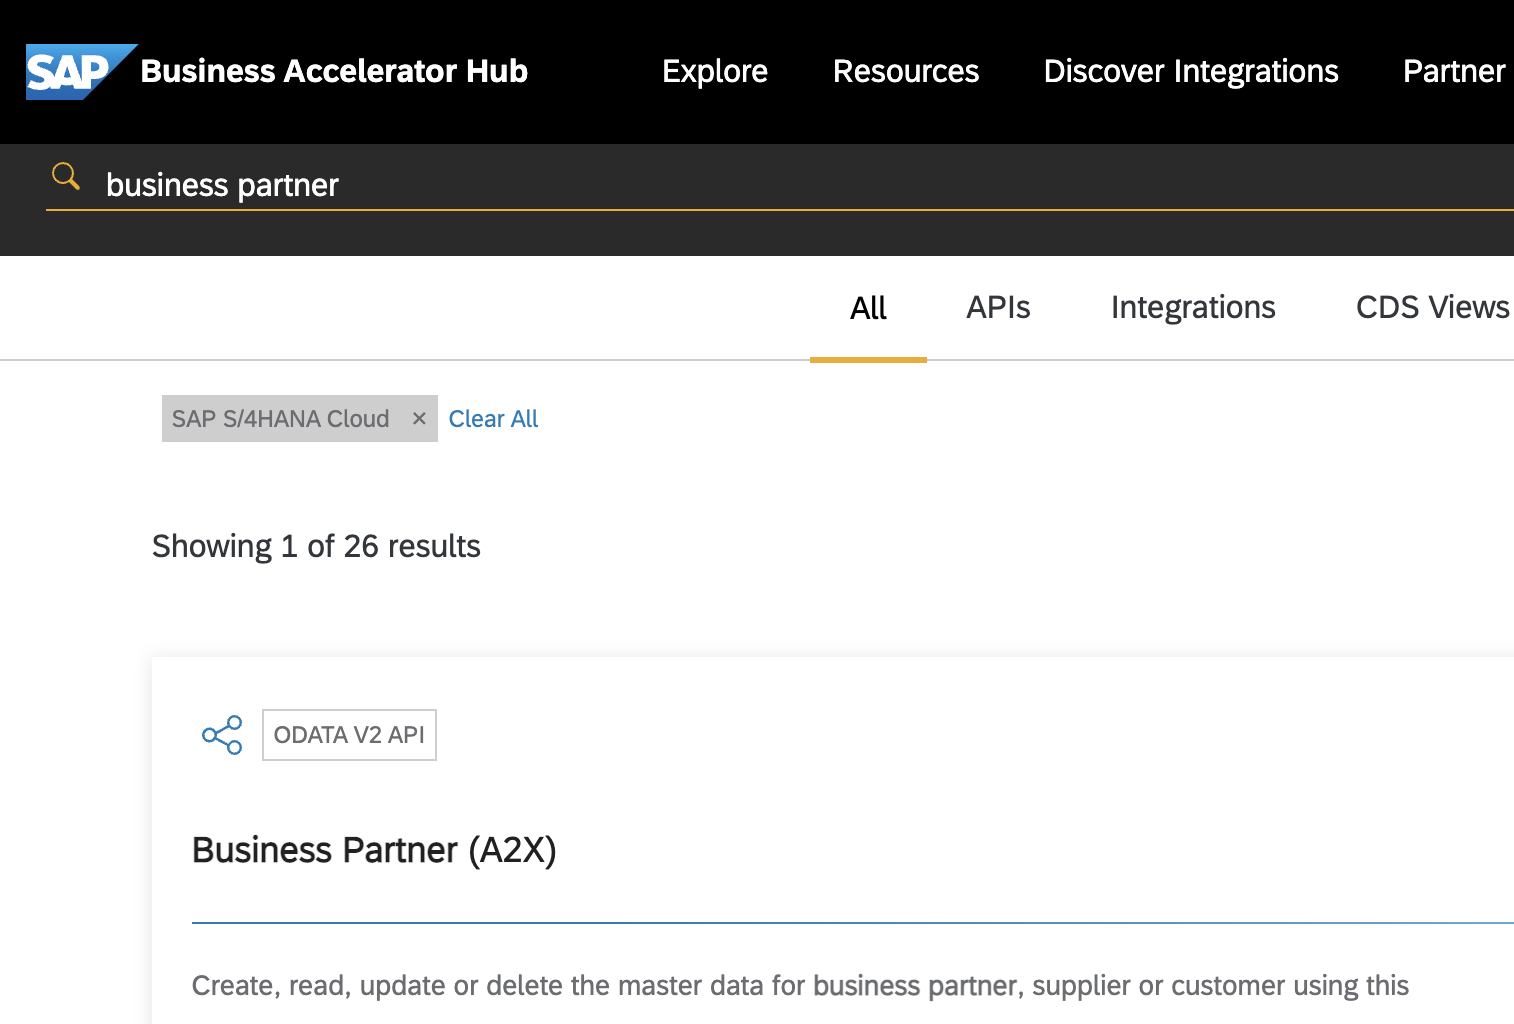 SAP Business Accelerator Hub Explore Resources Discover Integrations Partner
business partner
All APIs Integrations CDS Views
SAP S/4HANA Cloud × Clear All
Showing 1 of 26 results
ODATA V2 API
Business Partner (A2X)
Create, read, update or delete the master data for business partner, supplier or customer using this